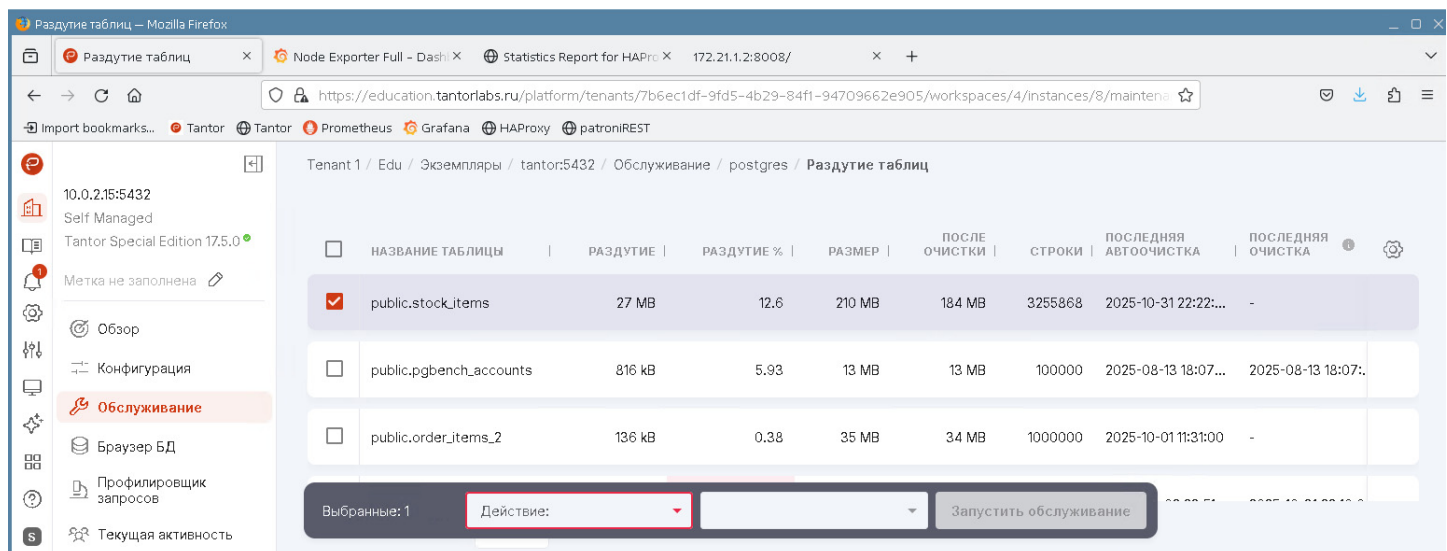 Раздутие таблиц — Mozilla Firefox
Раздутие таблиц
Node Exporter Full – Dash
Statistics Report for HAPro
172.21.1.2:8008/
https://education.tantorlabs.ru/platform/tenants/7b6ec1df-9fd5-4b29-84f1-94709662e905/workspaces/4/instances/8/maintena
Import bookmarks...
Tantor
Tantor
Prometheus
Grafana
HAProxy
patroniREST
Tenant 1 / Edu / Экземпляры / tantor:5432 / Обслуживание / postgres / Раздутие таблиц
10.0.2.15:5432
Self Managed
Tantor Special Edition 17.5.0
Метка не заполнена
1
Обзор
Конфигурация
Обслуживание
Браузер БД
Профилировщик
запросов
Текущая активность
S
НАЗВАНИЕ ТАБЛИЦЫ | РАЗДУТИЕ | РАЗДУТИЕ % | РАЗМЕР | ПОСЛЕ ОЧИСТКИ | СТРОКИ | ПОСЛЕДНЯЯ АВТООЧИСТКА | ПОСЛЕДНЯЯ ОЧИСТКА
public.stock_items 27 MB 12.6 210 MB 184 MB 3255868 2025-10-31 22:22:... -
public.pgbench_accounts 816 kB 5.93 13 MB 13 MB 100000 2025-08-13 18:07... 2025-08-13 18:07:.
public.order_items_2 136 kB 0.38 35 MB 34 MB 1000000 2025-10-01 11:31:00 -
Выбранные: 1 Действие: Запустить обслуживание